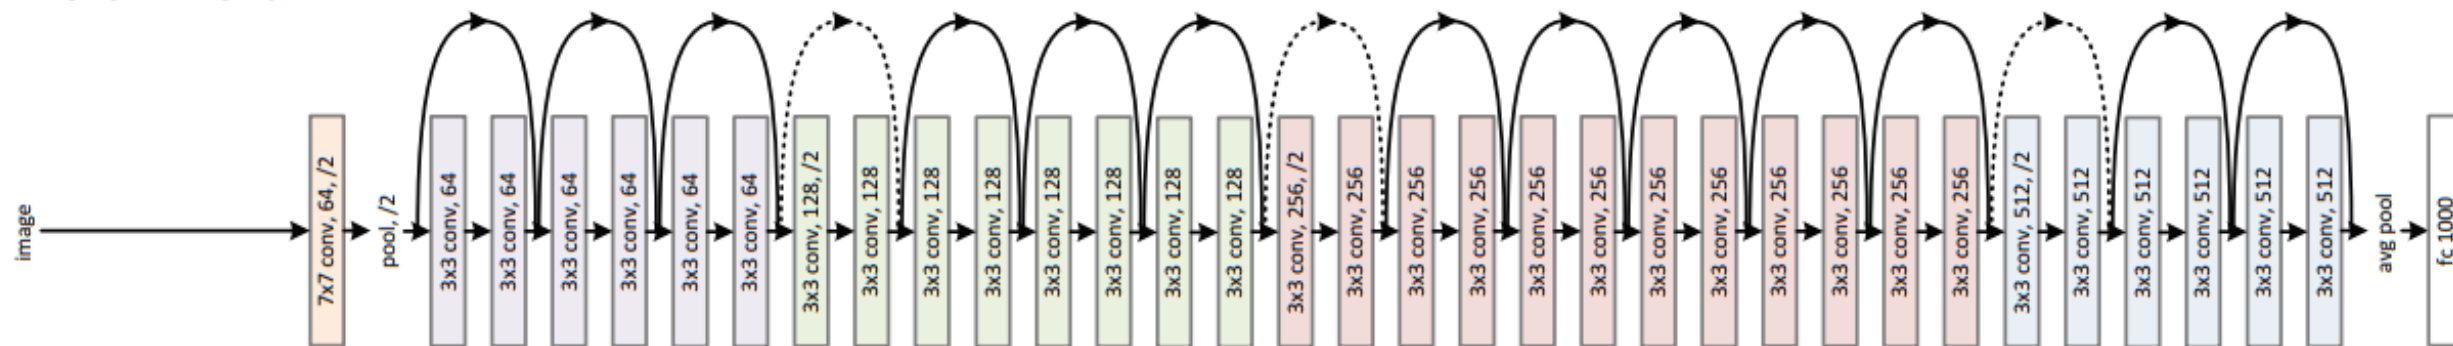 image
7x7 conv, 64, /2
pool, /2
3x3 conv, 64
3x3 conv, 64
3x3 conv, 64
3x3 conv, 64
3x3 conv, 64
3x3 conv, 64
3x3 conv, 128, /2
3x3 conv, 128
3x3 conv, 128
3x3 conv, 128
3x3 conv, 128
3x3 conv, 128
3x3 conv, 128
3x3 conv, 128
3x3 conv, 256, /2
3x3 conv, 256
3x3 conv, 256
3x3 conv, 256
3x3 conv, 256
3x3 conv, 256
3x3 conv, 256
3x3 conv, 256
3x3 conv, 256
3x3 conv, 256
3x3 conv, 256
3x3 conv, 256
3x3 conv, 512, /2
3x3 conv, 512
3x3 conv, 512
3x3 conv, 512
3x3 conv, 512
3x3 conv, 512
avg pool
fc 1000